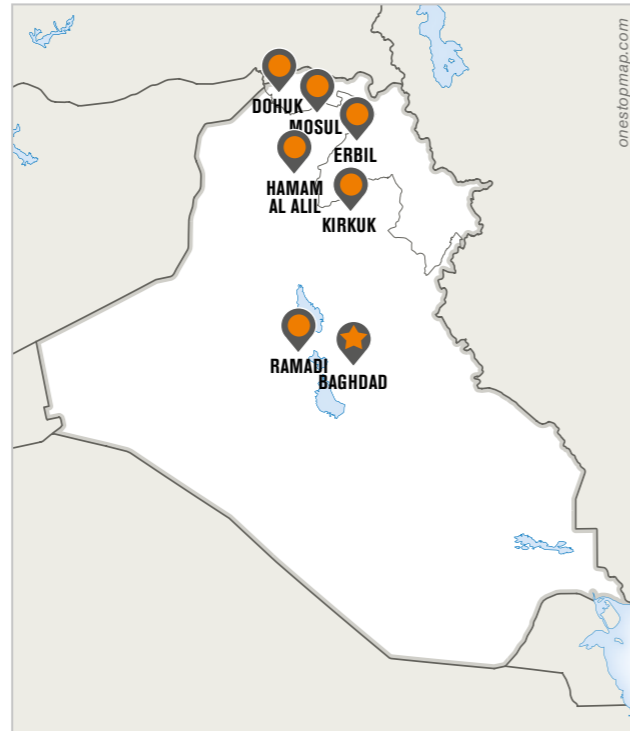 onestopmap.com
DOHUK
MOSUL
ERBIL
HAMAM
AL ALIL
KIRKUK
RAMADI
BAGHDAD